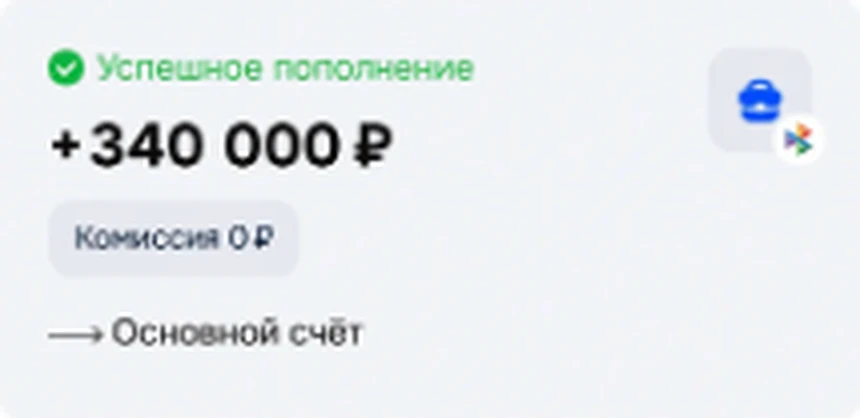 Успешное пополнение
+340 000 ₽
Комиссия 0 ₽
→ Основной счёт